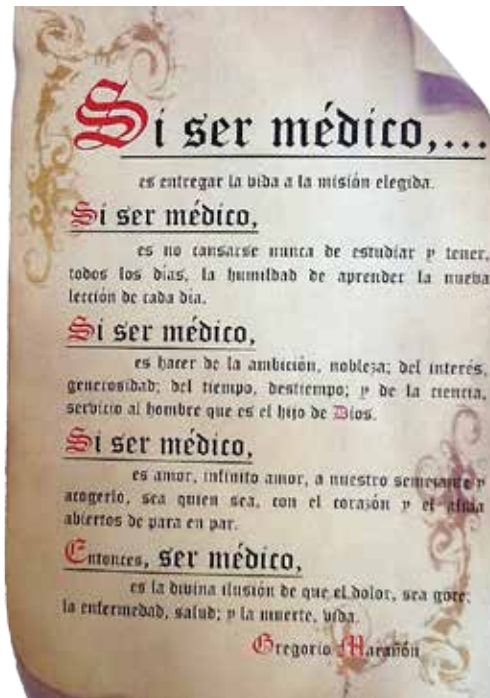 Si ser médico,...
es entregar la vida a la misión elegida.
Si ser médico,
es no cansarse nunca de estudiar y tener,
todos los dias, la humildad de aprender la nueva
lección de cada dia.
Si ser médico,
es hacer de la ambición, nobleza; del interés,
generosidad; del tiempo, destiempo; y de la ciencia,
servicio al hombre que es el hijo de Dios.
Si ser médico,
es amor, infinito amor, a nuestro semejante y
acogerlo, sea quien sea, con el corazón y el alma
abiertos de para en par.
Entonces, ser médico,
es la divina ilusión de que el dolor, sea goce;
la enfermedad, salud; y la muerte, vida.
Gregorio Marañón